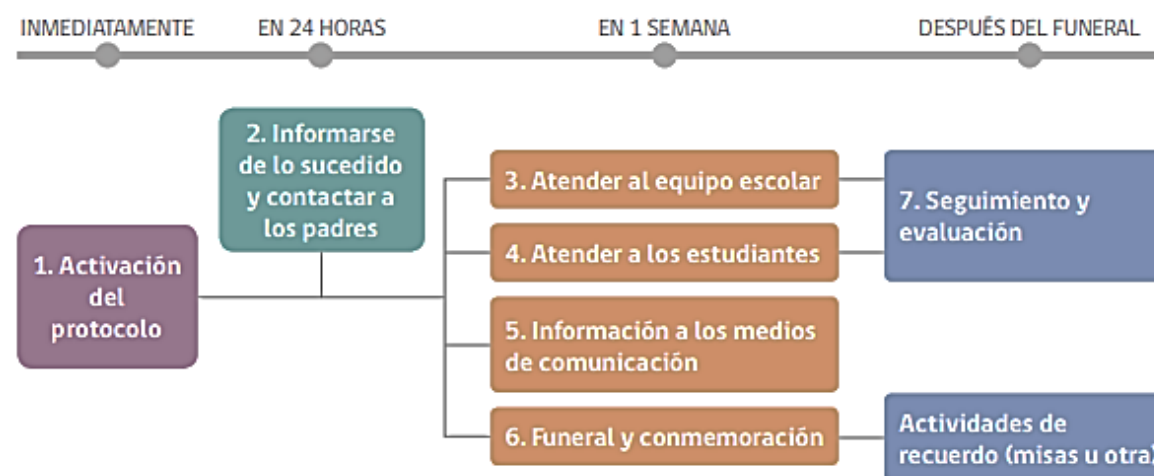 INMEDIATAMENTE
EN 24 HORAS
EN 1 SEMANA
DESPUÉS DEL FUNERAL
1. Activación
del
protocolo
2. Informarse
de lo sucedido
y contactar a
los padres
3. Atender al equipo escolar
4. Atender a los estudiantes
5. Información a los medios
de comunicación
6. Funeral y conmemoración
7. Seguimiento y
evaluación
Actividades de
recuerdo (misas u otra)